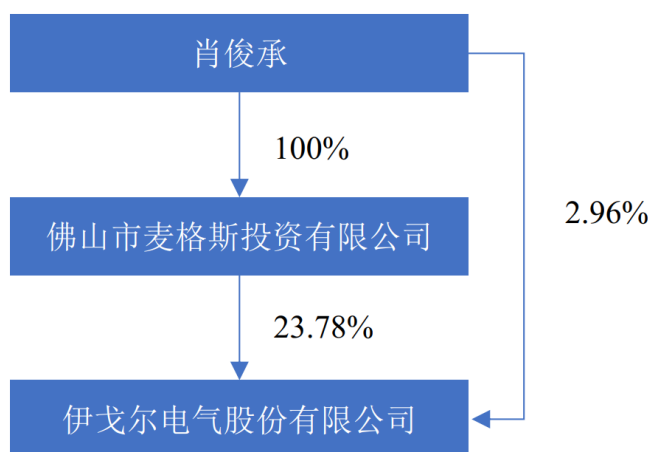 肖俊承
100%
佛山市麦格斯投资有限公司
2.96%
23.78%
伊戈尔电气股份有限公司